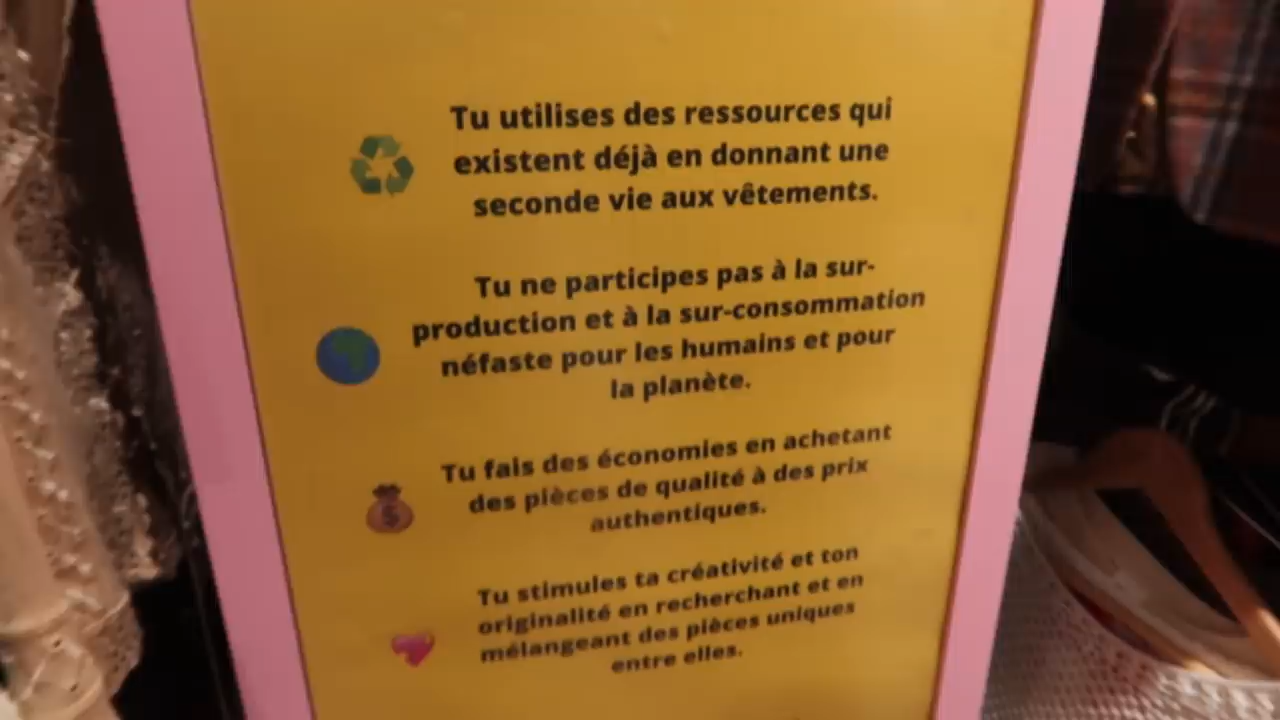 Tu utilises des ressources qui
existent déjà en donnant une
seconde vie aux vêtements.
Tu ne participes pas à la sur-
production et à la sur-consommation
néfaste pour les humains et pour
la planète.
Tu fais des économies en achetant
des pièces de qualité à des prix
authentiques.
Tu stimules ta créativité et ton
originalité en recherchant et en
mélangeant des pièces uniques
entre elles.